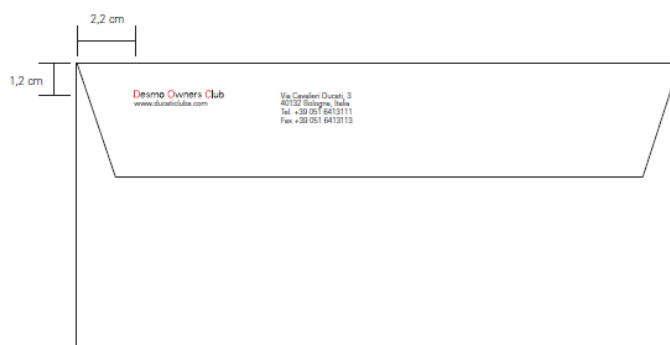 2,2 cm
1,2 cm
Desmo Owners Club
www.ducaticlubs.com
Via Cavalieri Ducati, 3
40132 Bologna, Italia
Tel. +39 051 6413111
Fax +39 051 6413113